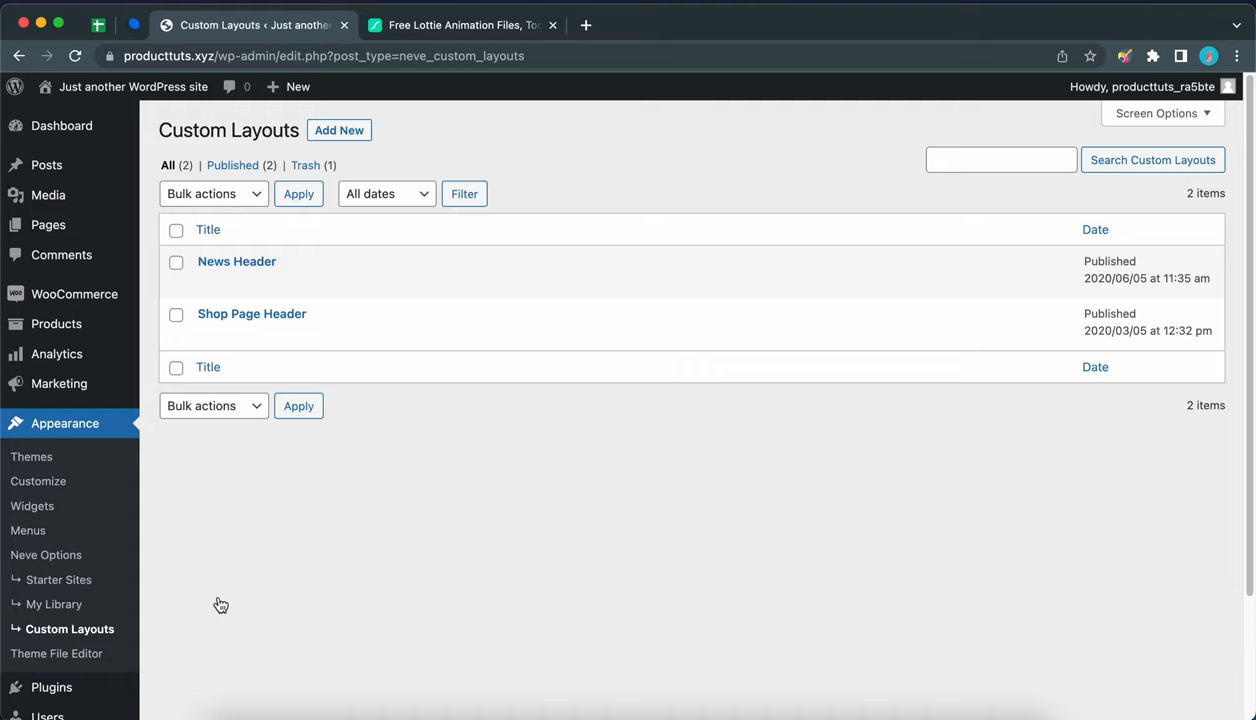 Custom Layouts ‹ Just anothe
Free Lottie Animation Files, Too
producttuts.xyz/wp-admin/edit.php?post_type=neve_custom_layouts
Just another WordPress site
0
New
Howdy, producttuts_ra5bte
Dashboard
Posts
Media
Pages
Comments
Woo WooCommerce
Products
Analytics
Marketing
Appearance
Themes
Customize
Widgets
Menus
Neve Options
↳ Starter Sites
↳ My Library
↳ Custom Layouts
Theme File Editor
Plugins
Users
Custom Layouts
Add New
Screen Options ▼
All (2) | Published (2) | Trash (1)
Search Custom Layouts
Bulk actions
Apply
All dates
Filter
2 items
Title
Date
News Header
Published
2020/06/05 at 11:35 am
Shop Page Header
Published
2020/03/05 at 12:32 pm
Title
Date
Bulk actions
Apply
2 items